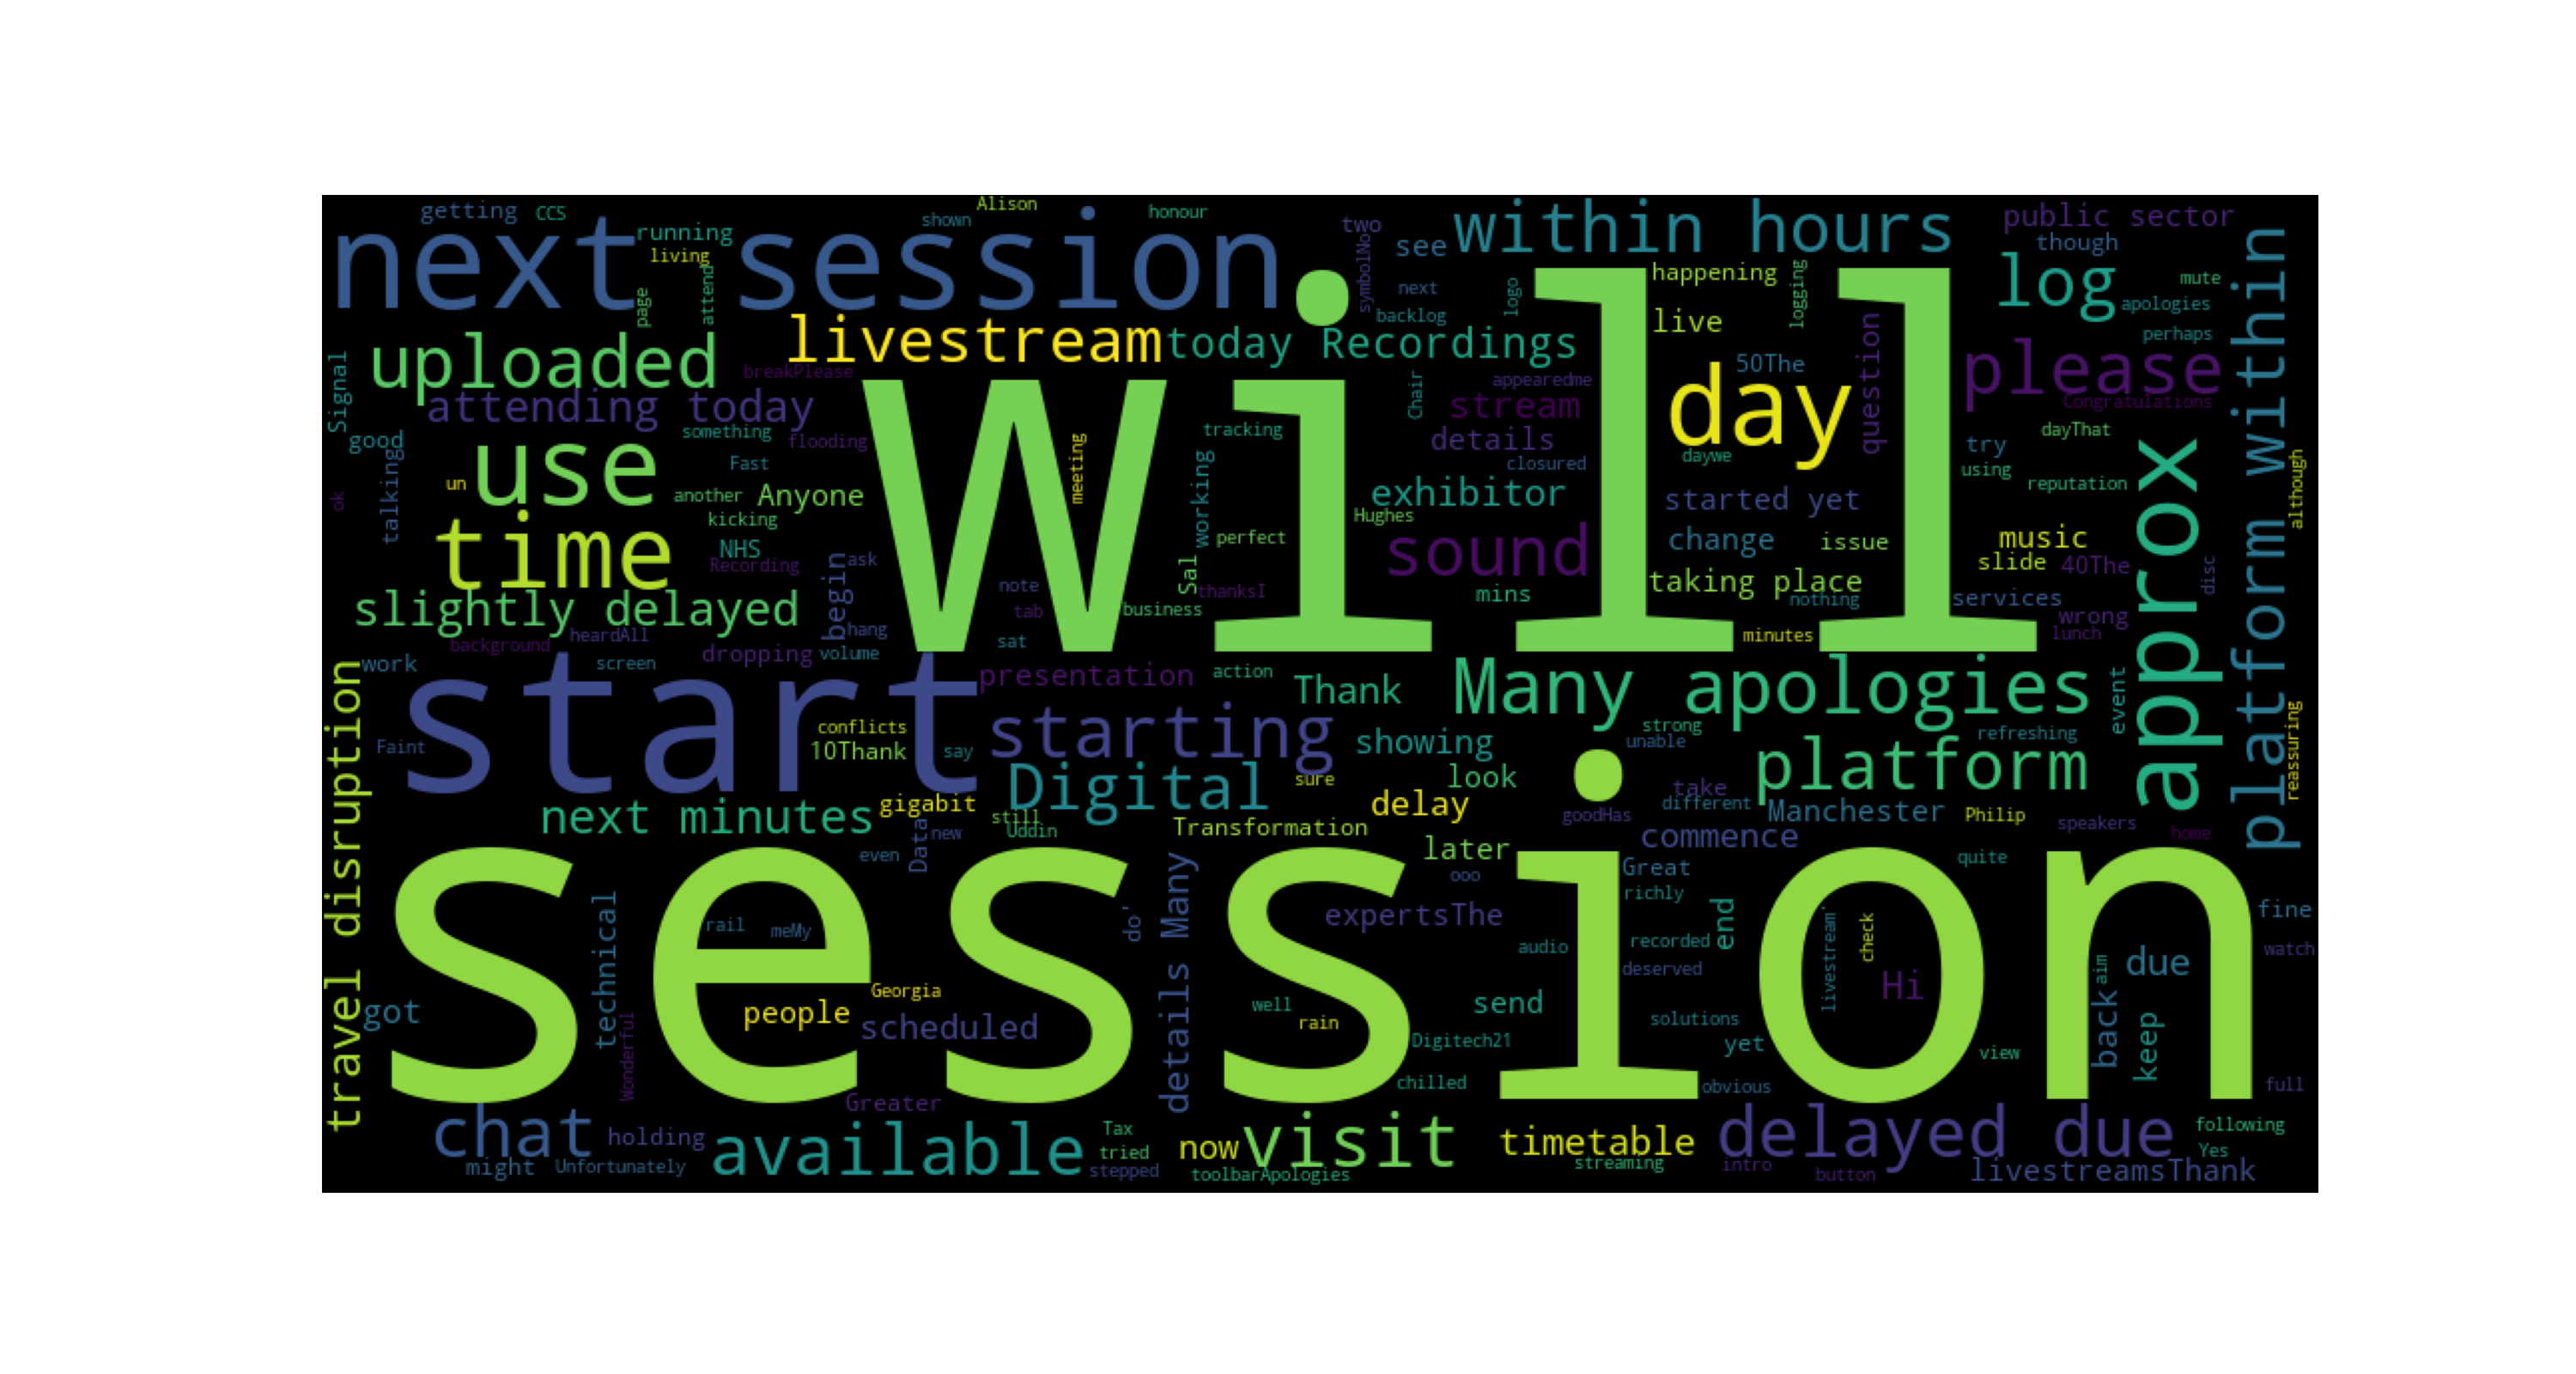 getting CCS
shown
Alison
honour
running
living
next session
page
attend
two
see
symbolNo
next
backlog
logo
within hours
happening
logging
live
public sector
though
log
mute
apologies
perhaps
platform within
uploaded
livestream
today Recordings
please
Congratulations
breakPlease
Signal
attending today
good
something
flooding
talking
ok
un
use
Fast
another
Anyone
kicking
NHS
Recording
time
slightly delayed
begin
ask
hang
volume
background
heardAll
screen
dropping
work
will
meeting
tracking
working
perfect
Sal
thanksI
note
tab
business
sat
Chair
appearedme
stream
details
closured
exhibitor
Hughes
sound
mins
50The
day
question
daywe
started yet
change
issue
taking place
nothing
minutes
try
using
dayThat
reputation
music
slide
40The
services
wrong
lunch
disc
approx
although
reassuring
travel disruption
start
Faint
presentation
action
Thank
Many apologies
strong
unable
conflicts
10Thank
say
starting
showing
look
platform
refreshing
event
next minutes
gigabit
Digital
sure
still
Uddin
delay
Transformation
take
different
goodHas
Manchester
Philip
speakers
home
even
Data
new
later
commence
ooo
Great
richly
quite
session
technical
rail
meMy
do'
details Many
expertsThe
audio
recorded
deserved
end
livestream'
check
Hi
fine
watch
due
aim
back
keep
got
Wonderful
people
Georgia
scheduled
well
rain
send
Digitech21
chilled
solutions
yet
obvious
view
full
Greater
chat
holding
might
Unfortunately
available
Tax
tried
stepped
now
visit
toolbarApologies
timetable
streaming
delayed due
intro
button
livestreamsThank
following
Yes